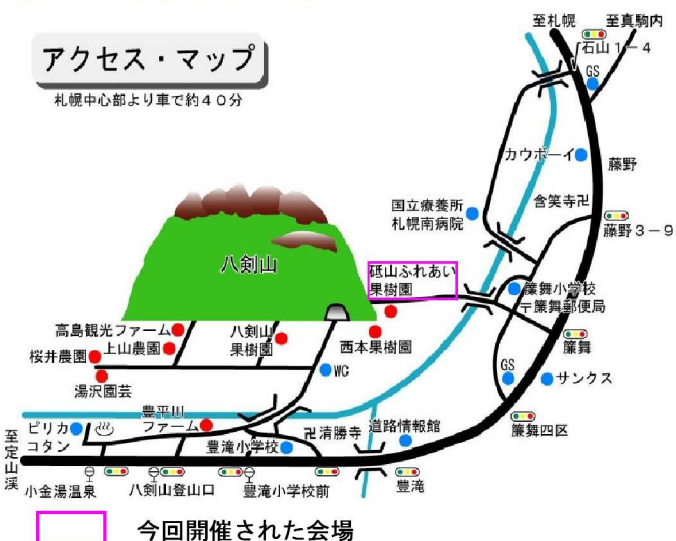 至札幌 至真駒内
石山1-4
アクセス・マップ
札幌中心部より車で約40分
GS
カウボーイ
藤野
国立療養所
札幌南病院
含笑寺卍
藤野3-9
八剣山
砥山ふれあい
果樹園
簾舞小学校
〒簾舞郵便局
高島観光ファーム
上山農園
八剣山
果樹園
西本果樹園
簾舞
桜井農園
湯沢園芸
WC
GS
サンクス
豊平川
ファーム
ピリカ
コタン
豊滝小学校
卍清勝寺
道路情報館
簾舞四区
至定山渓
小金湯温泉
八剣山登山口
豊滝小学校前
豊滝
今回開催された会場